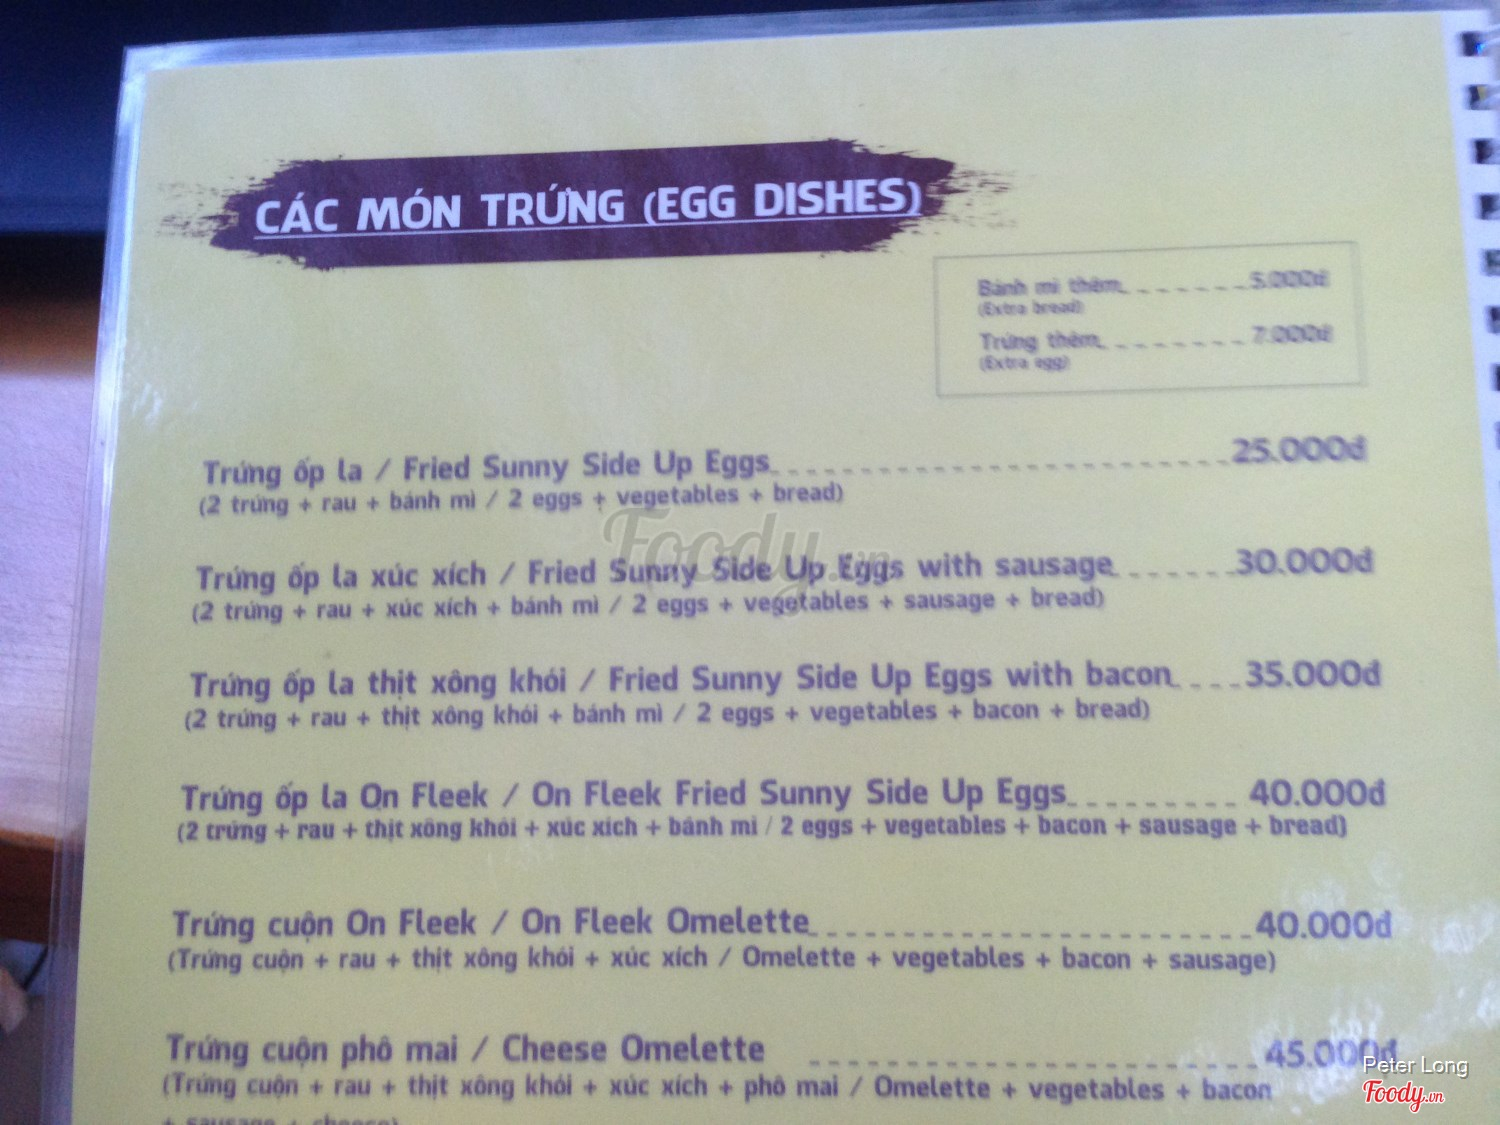 CÁC MÓN TRỨNG (EGG DISHES)
Bánh mì thêm 5.000đ
(Extra bread)
Trứng thêm 7.000đ
(Extra egg)
Trứng ốp la / Fried Sunny Side Up Eggs 25.000đ
(2 trứng + rau + bánh mì / 2 eggs + vegetables + bread)
Trứng ốp la xúc xích / Fried Sunny Side Up Eggs with sausage 30.000đ
(2 trứng + rau + xúc xích + bánh mì / 2 eggs + vegetables + sausage + bread)
Trứng ốp la thịt xông khói / Fried Sunny Side Up Eggs with bacon 35.000đ
(2 trứng + rau + thịt xông khói + bánh mì / 2 eggs + vegetables + bacon + bread)
Trứng ốp la On Fleek / On Fleek Fried Sunny Side Up Eggs 40.000đ
(2 trứng + rau + thịt xông khói + xúc xích + bánh mì / 2 eggs + vegetables + bacon + sausage + bread)
Trứng cuộn On Fleek / On Fleek Omelette 40.000đ
(Trứng cuộn + rau + thịt xông khói + xúc xích / Omelette + vegetables + bacon + sausage)
Trứng cuộn phô mai / Cheese Omelette 45.000đ
(Trứng cuộn + rau + thịt xông khói + xúc xích + phô mai / Omelette + vegetables + bacon
+ sausage + cheese)
Foody.vn
Peter Long
Foody.vn